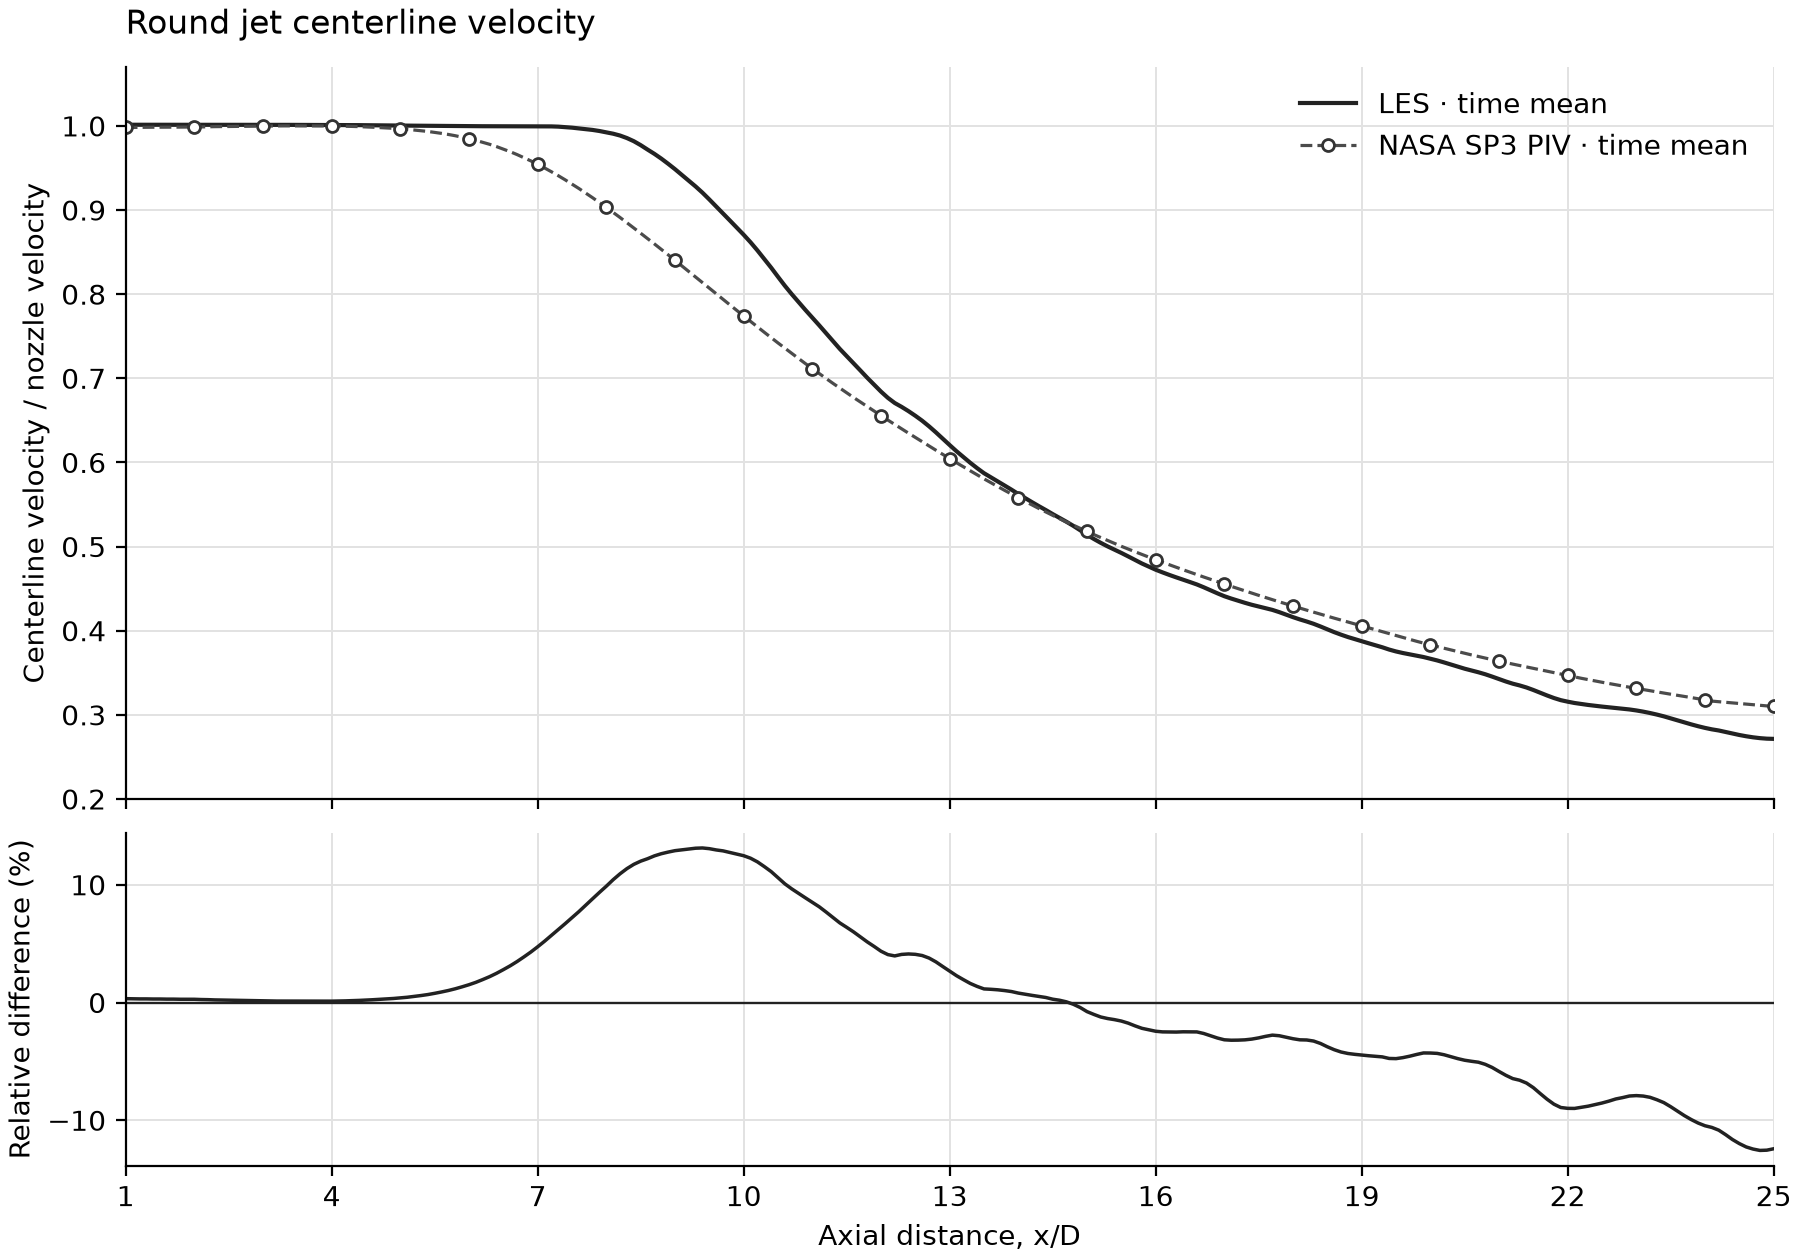 Round jet centerline velocity
LES · time mean
NASA SP3 PIV · time mean
Centerline velocity / nozzle velocity
1.0
0.9
0.8
0.7
0.6
0.5
0.4
0.3
0.2
Relative difference (%)
10
0
−10
1 4 7 10 13 16 19 22 25
Axial distance, x/D